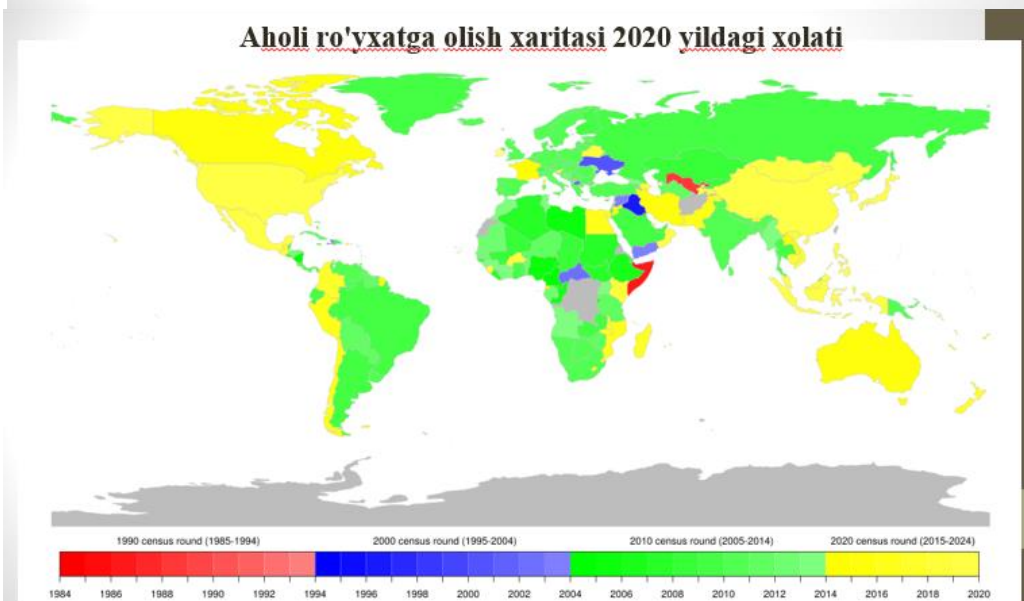 Aholi ro'yxatga olish xaritasi 2020 yildagi xolati
1990 census round (1985-1994) 2000 census round (1995-2004) 2010 census round (2005-2014) 2020 census round (2015-2024)
1984 1986 1988 1990 1992 1994 1996 1998 2000 2002 2004 2006 2008 2010 2012 2014 2016 2018 2020